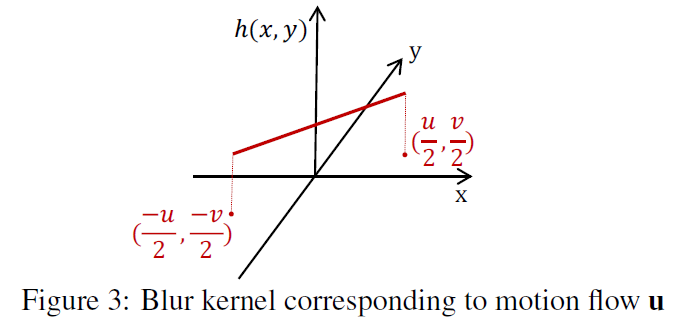 h(x, y)
y
(u/2, v/2)
x
(-u/2, -v/2)
Figure 3: Blur kernel corresponding to motion flow u